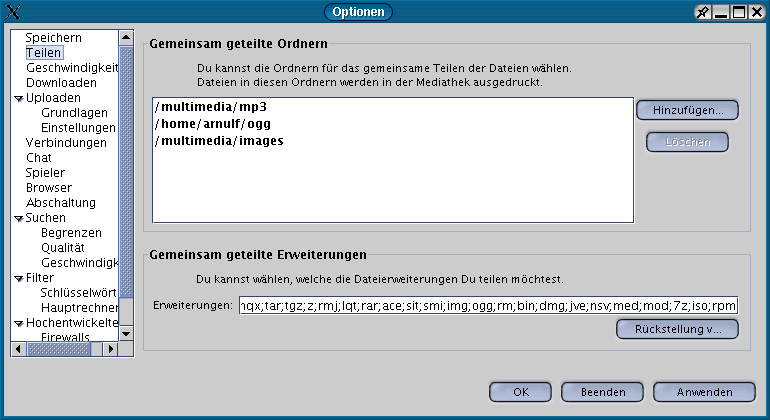 Optionen
Speichern
Teilen
Geschwindigkeit
Downloaden
Uploaden
Grundlagen
Einstellungen
Verbindungen
Chat
Spieler
Browser
Abschaltung
Suchen
Begrenzen
Qualität
Geschwindigk
Filter
Schlüsselwört
Hauptrechner
Hochentwickelte
Firewalls
Gemeinsam geteilte Ordnern
Du kannst die Ordnern für das gemeinsame Teilen der Dateien wählen.
Dateien in diesen Ordnern werden in der Mediathek ausgedruckt.
/multimedia/mp3
/home/arnulf/ogg
/multimedia/images
Hinzufügen...
Löschen
Gemeinsam geteilte Erweiterungen
Du kannst wählen, welche die Dateierweiterungen Du teilen möchtest.
Erweiterungen: hqx;tar;tgz;z;rmj;lqt;rar;ace;sit;smi;img;ogg;rm;bin;dmg;jve;nsv;med;mod;7z;iso;rpm
Rückstellung v...
OK Beenden Anwenden